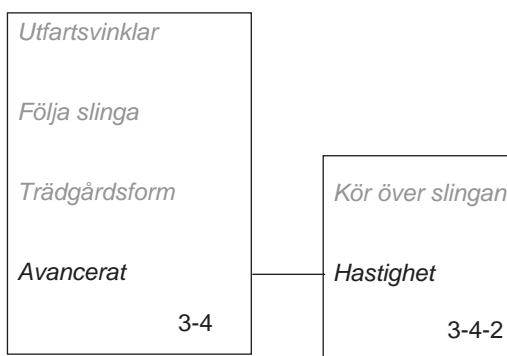 Utfartsvinklar
Följa slinga
Trädgårdsform
Avancerat
3-4
Kör över slingan
Hastighet
3-4-2